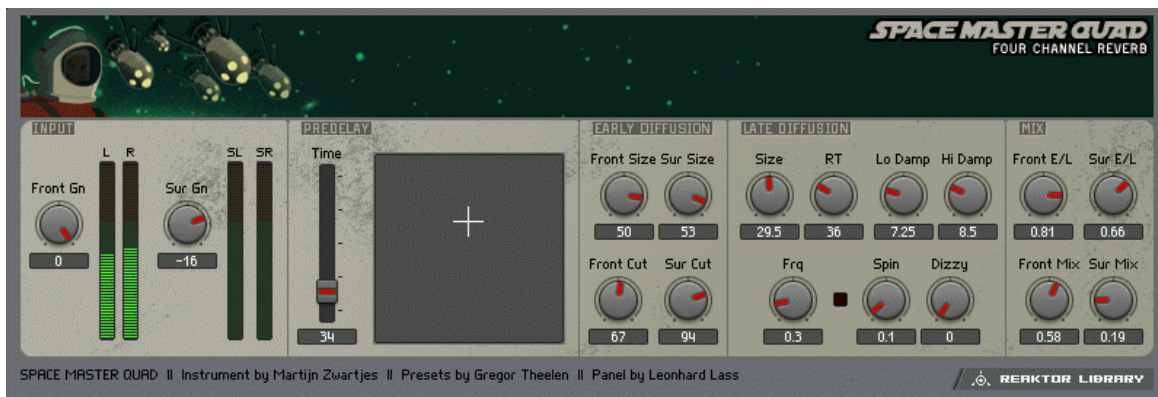 SPACE MASTER QUAD
FOUR CHANNEL REVERB
INPUT
PREDELAY
EARLY DIFFUSION
LATE DIFFUSION
MIX
L R SL SR
Time
Front Size Sur Size
Size RT Lo Damp Hi Damp
Front E/L Sur E/L
Front Gn Sur Gn
50 53 29.5 36 7.25 8.5 0.81 0.66
0 -16
Front Cut Sur Cut Frq Spin Dizzy Front Mix Sur Mix
34 67 94 0.3 0.1 0 0.58 0.19
SPACE MASTER QUAD II Instrument by Martijn Zwartjes II Presets by Gregor Theelen II Panel by Leonhard Lass
REAKTOR LIBRARY